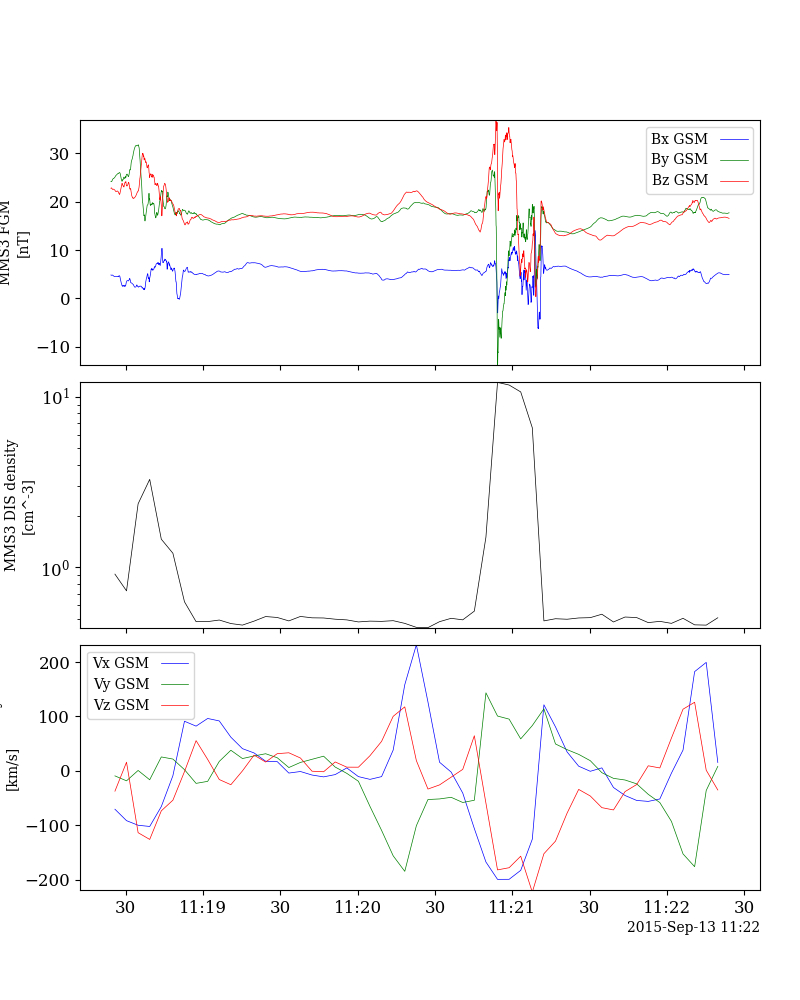 MMS3 FGM
[nT]
30
20
10
0
−10
Bx GSM
By GSM
Bz GSM
MMS3 DIS density
[cm^-3]
10¹
10⁰
[km/s]
200
100
0
−100
−200
Vx GSM
Vy GSM
Vz GSM
30 11:19 30 11:20 30 11:21 30 11:22 30
2015-Sep-13 11:22